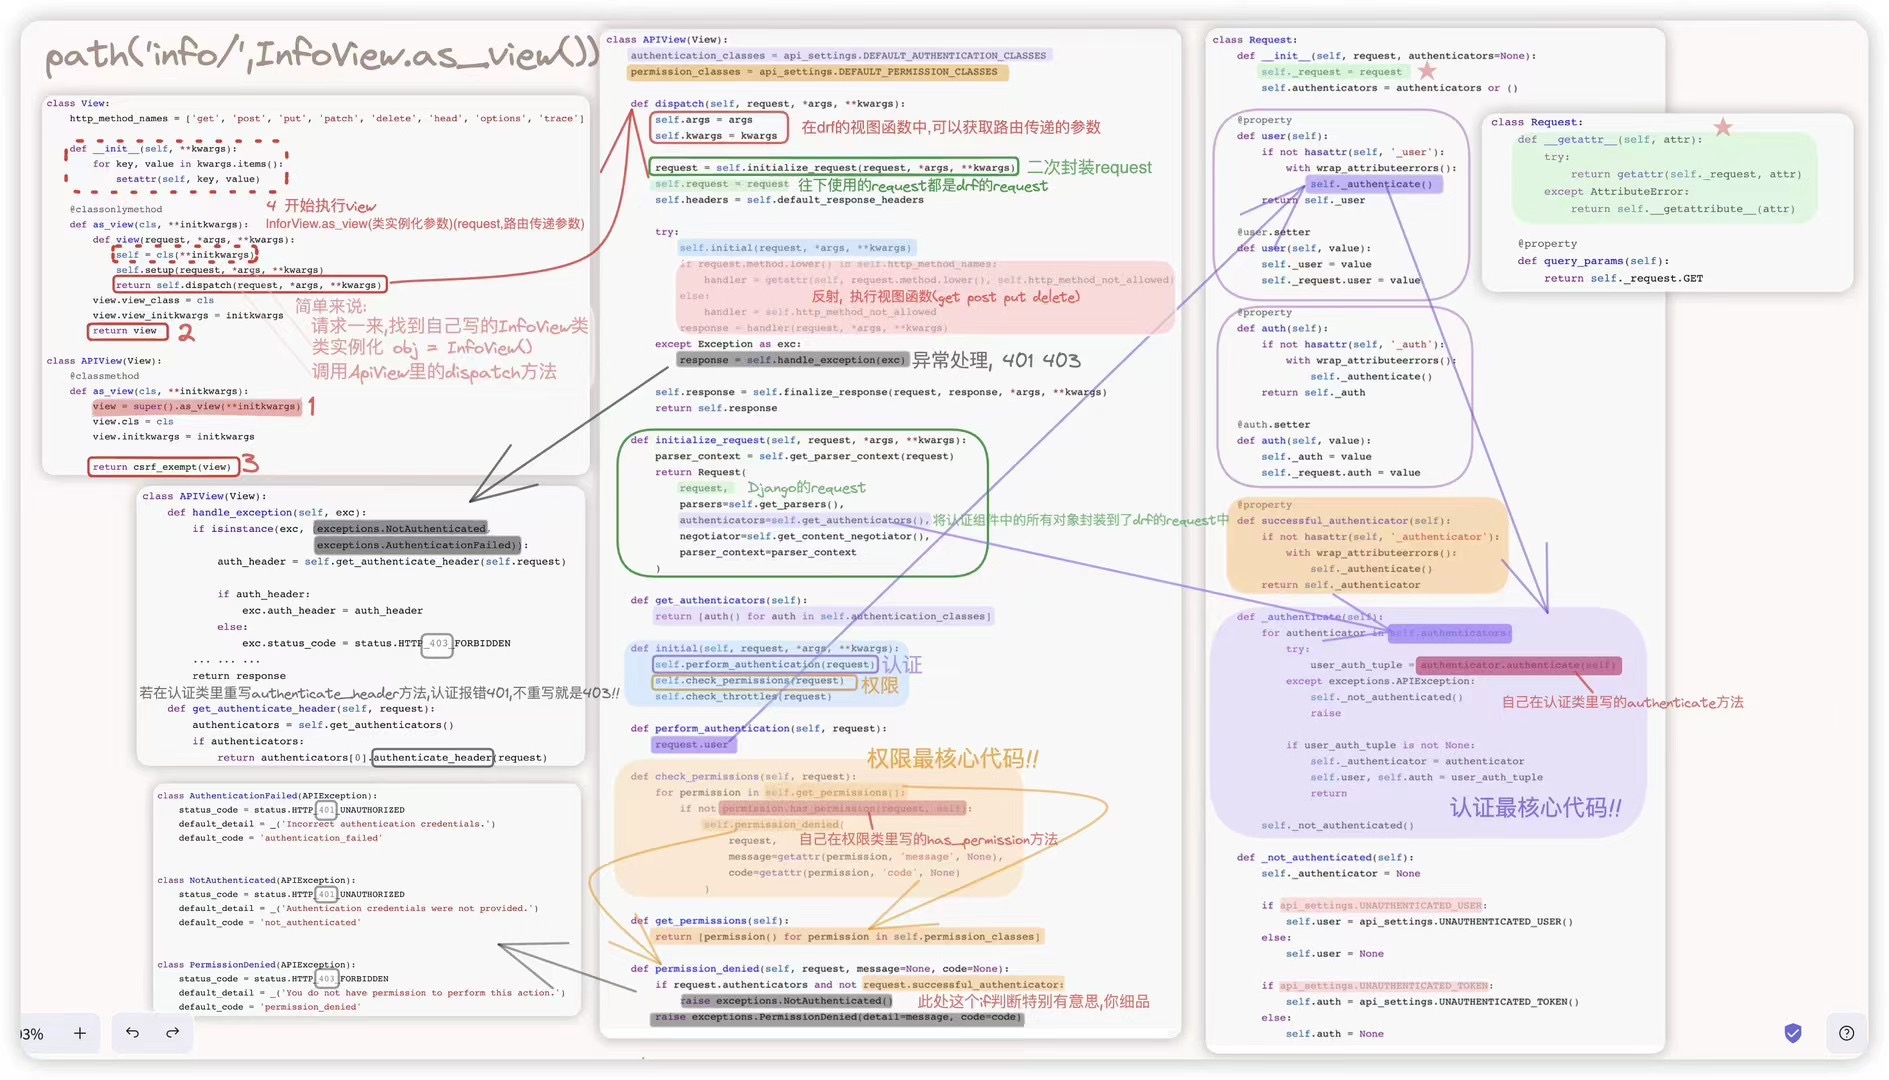 path('info/',InfoView.as_view())
class View:
http_method_names = ['get', 'post', 'put', 'patch', 'delete', 'head', 'options', 'trace']
def __init__(self, **kwargs):
for key, value in kwargs.items():
setattr(self, key, value)
@classonlymethod
4 开始执行view
def as_view(cls, **initkwargs):
InforView.as_view(类实例化参数)(request,路由传递参数)
def view(request, *args, **kwargs):
self = cls(**initkwargs)
self.setup(request, *args, **kwargs)
return self.dispatch(request, *args, **kwargs)
view.view_class = cls
简单来说:
view.view_initkwargs = initkwargs
请求一来,找到自己写的InfoView类
return view 2
类实例化 obj = InfoView()
class APIView(View):
调用ApiView里的dispatch方法
@classmethod
def as_view(cls, **initkwargs):
view = super().as_view(**initkwargs) 1
view.cls = cls
view.initkwargs = initkwargs
return csrf_exempt(view) 3
class APIView(View):
def handle_exception(self, exc):
if isinstance(exc, (exceptions.NotAuthenticated,
exceptions.AuthenticationFailed)):
auth_header = self.get_authenticate_header(self.request)
if auth_header:
exc.auth_header = auth_header
else:
exc.status_code = status.HTTP_403_FORBIDDEN
... ... ...
return response
若在认证类里重写authenticate_header方法,认证报错401,不重写就是403!!
def get_authenticate_header(self, request):
authenticators = self.get_authenticators()
if authenticators:
return authenticators[0].authenticate_header(request)
class AuthenticationFailed(APIException):
status_code = status.HTTP_401_UNAUTHORIZED
default_detail = _('Incorrect authentication credentials.')
default_code = 'authentication_failed'
class NotAuthenticated(APIException):
status_code = status.HTTP_401_UNAUTHORIZED
default_detail = _('Authentication credentials were not provided.')
default_code = 'not_authenticated'
class PermissionDenied(APIException):
status_code = status.HTTP_403_FORBIDDEN
default_detail = _('You do not have permission to perform this action.')
default_code = 'permission_denied'
class APIView(View):
authentication_classes = api_settings.DEFAULT_AUTHENTICATION_CLASSES
permission_classes = api_settings.DEFAULT_PERMISSION_CLASSES
def dispatch(self, request, *args, **kwargs):
self.args = args
self.kwargs = kwargs
在drf的视图函数中,可以获取路由传递的参数
request = self.initialize_request(request, *args, **kwargs) 二次封装request
self.request = request 往下使用的request都是drf的request
self.headers = self.default_response_headers
try:
self.initial(request, *args, **kwargs)
if request.method.lower() in self.http_method_names:
handler = getattr(self, request.method.lower(), self.http_method_not_allowed)
else:
反射, 执行视图函数(get post put delete)
handler = self.http_method_not_allowed
response = handler(request, *args, **kwargs)
except Exception as exc:
response = self.handle_exception(exc) 异常处理, 401 403
self.response = self.finalize_response(request, response, *args, **kwargs)
return self.response
def initialize_request(self, request, *args, **kwargs):
parser_context = self.get_parser_context(request)
return Request(
request, Django的request
parsers=self.get_parsers(),
authenticators=self.get_authenticators(), 将认证组件中的所有对象封装到了drf的request中
negotiator=self.get_content_negotiator(),
parser_context=parser_context
)
def get_authenticators(self):
return [auth() for auth in self.authentication_classes]
def initial(self, request, *args, **kwargs):
self.perform_authentication(request) 认证
self.check_permissions(request) 权限
self.check_throttles(request)
def perform_authentication(self, request):
request.user
权限最核心代码!!
def check_permissions(self, request):
for permission in self.get_permissions():
if not permission.has_permission(request, self):
self.permission_denied(
request,
自己在权限类里写的has_permission方法
message=getattr(permission, 'message', None),
code=getattr(permission, 'code', None)
)
def get_permissions(self):
return [permission() for permission in self.permission_classes]
def permission_denied(self, request, message=None, code=None):
if request.authenticators and not request.successful_authenticator:
raise exceptions.NotAuthenticated() 此处这个if判断特别有意思,你细品
raise exceptions.PermissionDenied(detail=message, code=code)
class Request:
def __init__(self, request, authenticators=None):
self._request = request
self.authenticators = authenticators or ()
@property
def user(self):
if not hasattr(self, '_user'):
with wrap_attributeerrors():
self._authenticate()
return self._user
@user.setter
def user(self, value):
self._user = value
self._request.user = value
@property
def auth(self):
if not hasattr(self, '_auth'):
with wrap_attributeerrors():
self._authenticate()
return self._auth
@auth.setter
def auth(self, value):
self._auth = value
self._request.auth = value
@property
def successful_authenticator(self):
if not hasattr(self, '_authenticator'):
with wrap_attributeerrors():
self._authenticate()
return self._authenticator
def _authenticate(self):
for authenticator in self.authenticators:
try:
user_auth_tuple = authenticator.authenticate(self)
except exceptions.APIException:
self._not_authenticated()
自己在认证类里写的authenticate方法
raise
if user_auth_tuple is not None:
self._authenticator = authenticator
self.user, self.auth = user_auth_tuple
return
认证最核心代码!!
self._not_authenticated()
def _not_authenticated(self):
self._authenticator = None
if api_settings.UNAUTHENTICATED_USER:
self.user = api_settings.UNAUTHENTICATED_USER()
else:
self.user = None
if api_settings.UNAUTHENTICATED_TOKEN:
self.auth = api_settings.UNAUTHENTICATED_TOKEN()
else:
self.auth = None
class Request:
def __getattr__(self, attr):
try:
return getattr(self._request, attr)
except AttributeError:
return self.__getattribute__(attr)
@property
def query_params(self):
return self._request.GET
3%